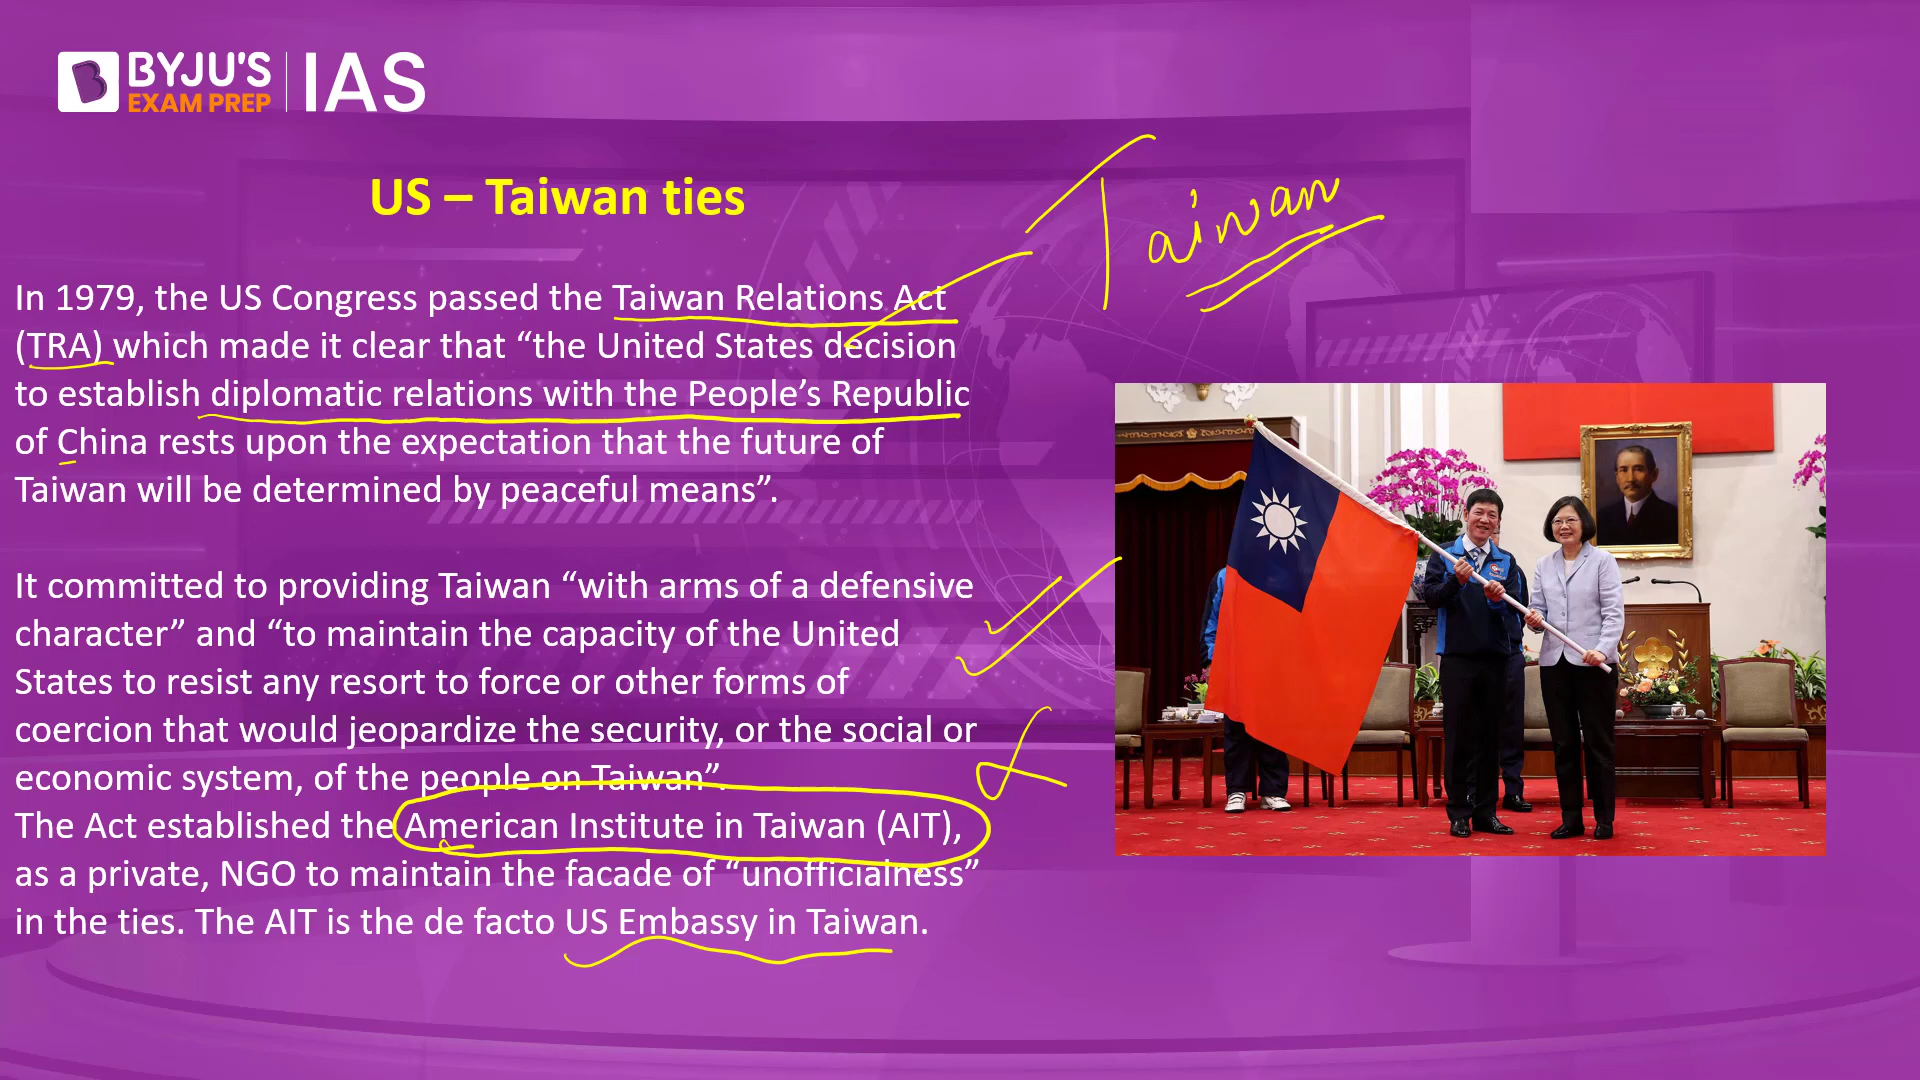 BYJU'S
EXAM PREP
IAS
US – Taiwan ties
Taiwan
In 1979, the US Congress passed the Taiwan Relations Act
(TRA) which made it clear that “the United States decision
to establish diplomatic relations with the People’s Republic
of China rests upon the expectation that the future of
Taiwan will be determined by peaceful means”.
It committed to providing Taiwan “with arms of a defensive
character” and “to maintain the capacity of the United
States to resist any resort to force or other forms of
coercion that would jeopardize the security, or the social or
economic system, of the people on Taiwan”.
The Act established the American Institute in Taiwan (AIT),
as a private, NGO to maintain the facade of “unofficialness”
in the ties. The AIT is the de facto US Embassy in Taiwan.